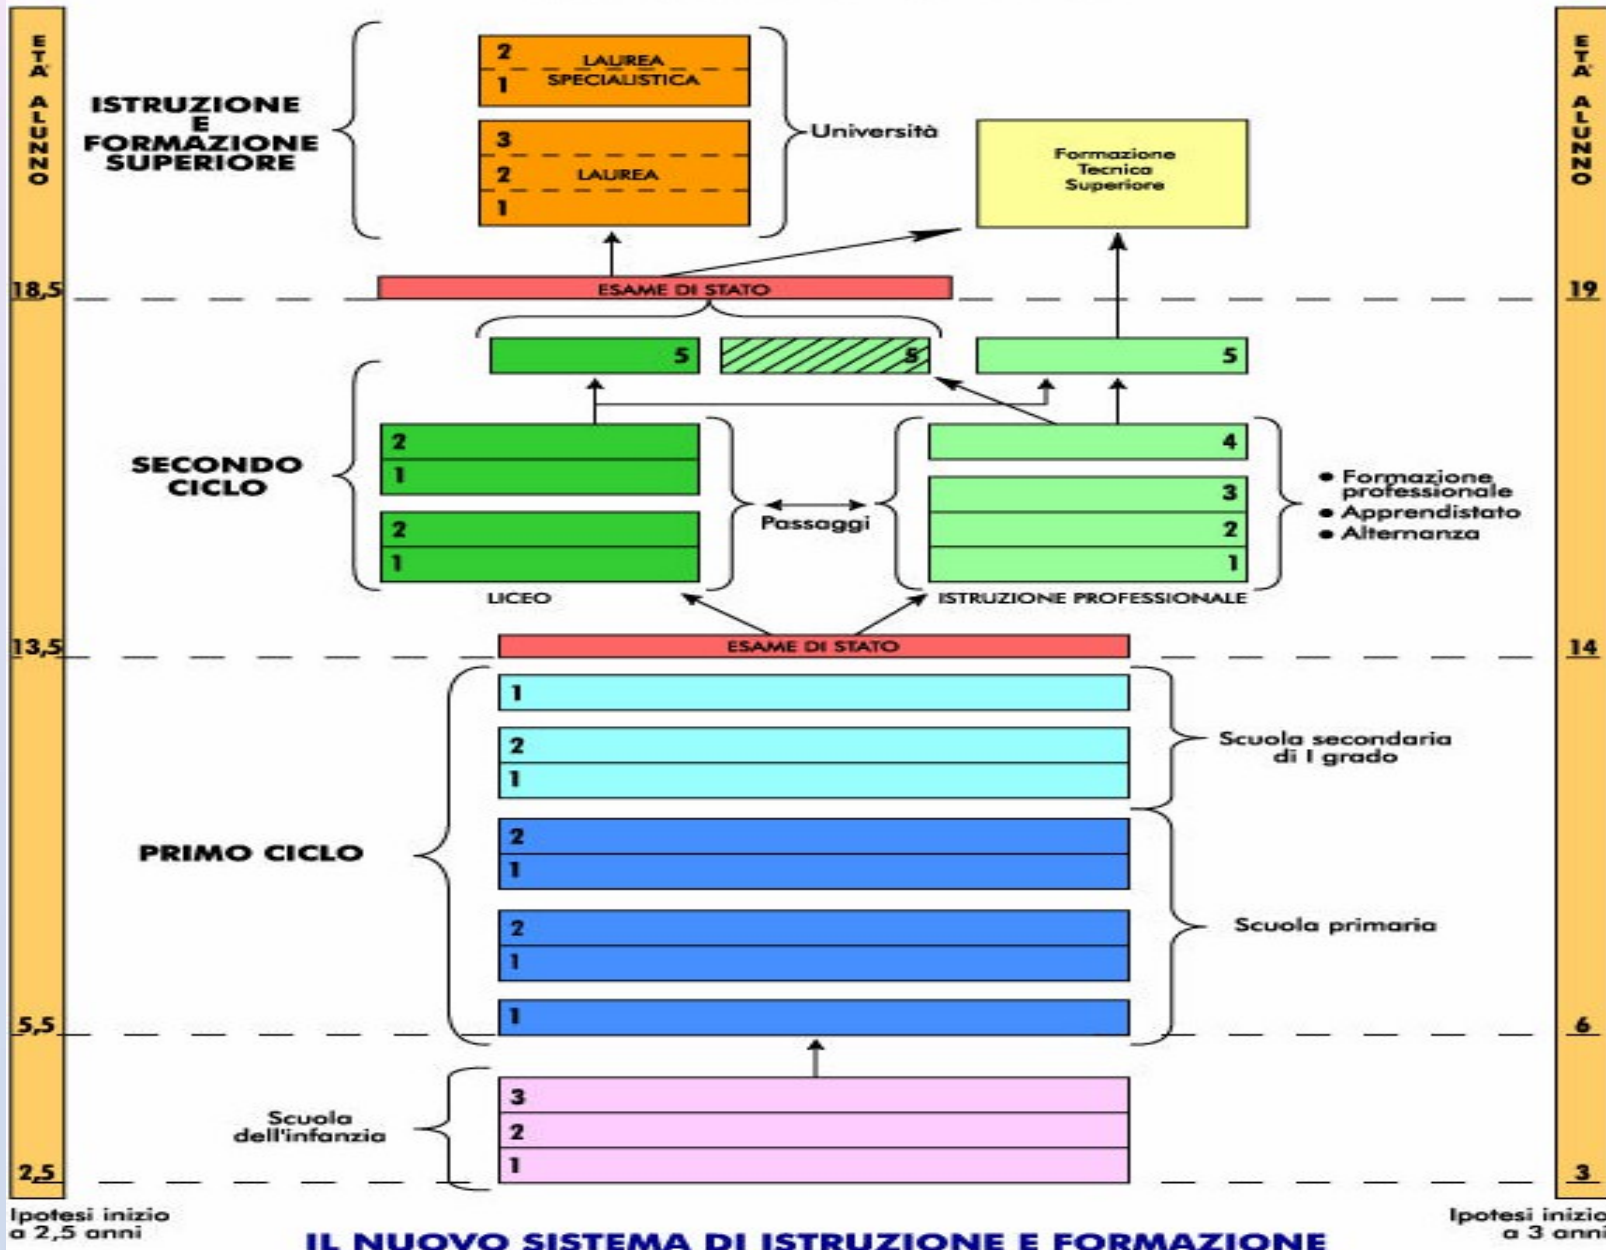 ETA' ALUNNO
ETA' ALUNNO
ISTRUZIONE
E
FORMAZIONE
SUPERIORE
2
LAUREA
SPECIALISTICA
1
3
2
LAUREA
1
Università
Formazione
Tecnica
Superiore
18,5
ESAME DI STATO
19
5
5
5
SECONDO
CICLO
2
1
2
1
LICEO
Passaggi
4
3
2
1
ISTRUZIONE PROFESSIONALE
• Formazione
professionale
• Apprendistato
• Alternanza
13,5
ESAME DI STATO
14
PRIMO CICLO
1
2
1
Scuola secondaria
di I grado
2
1
2
1
1
Scuola primaria
5,5
6
Scuola
dell'infanzia
3
2
1
2,5
3
Ipotesi inizio
a 2,5 anni
Ipotesi inizio
a 3 anni
IL NUOVO SISTEMA DI ISTRUZIONE E FORMAZIONE